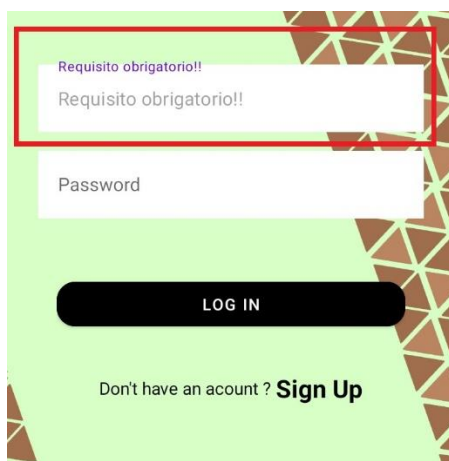 Requisito obrigatorio!!
Requisito obrigatorio!!
Password
LOG IN
Don't have an acount ? Sign Up